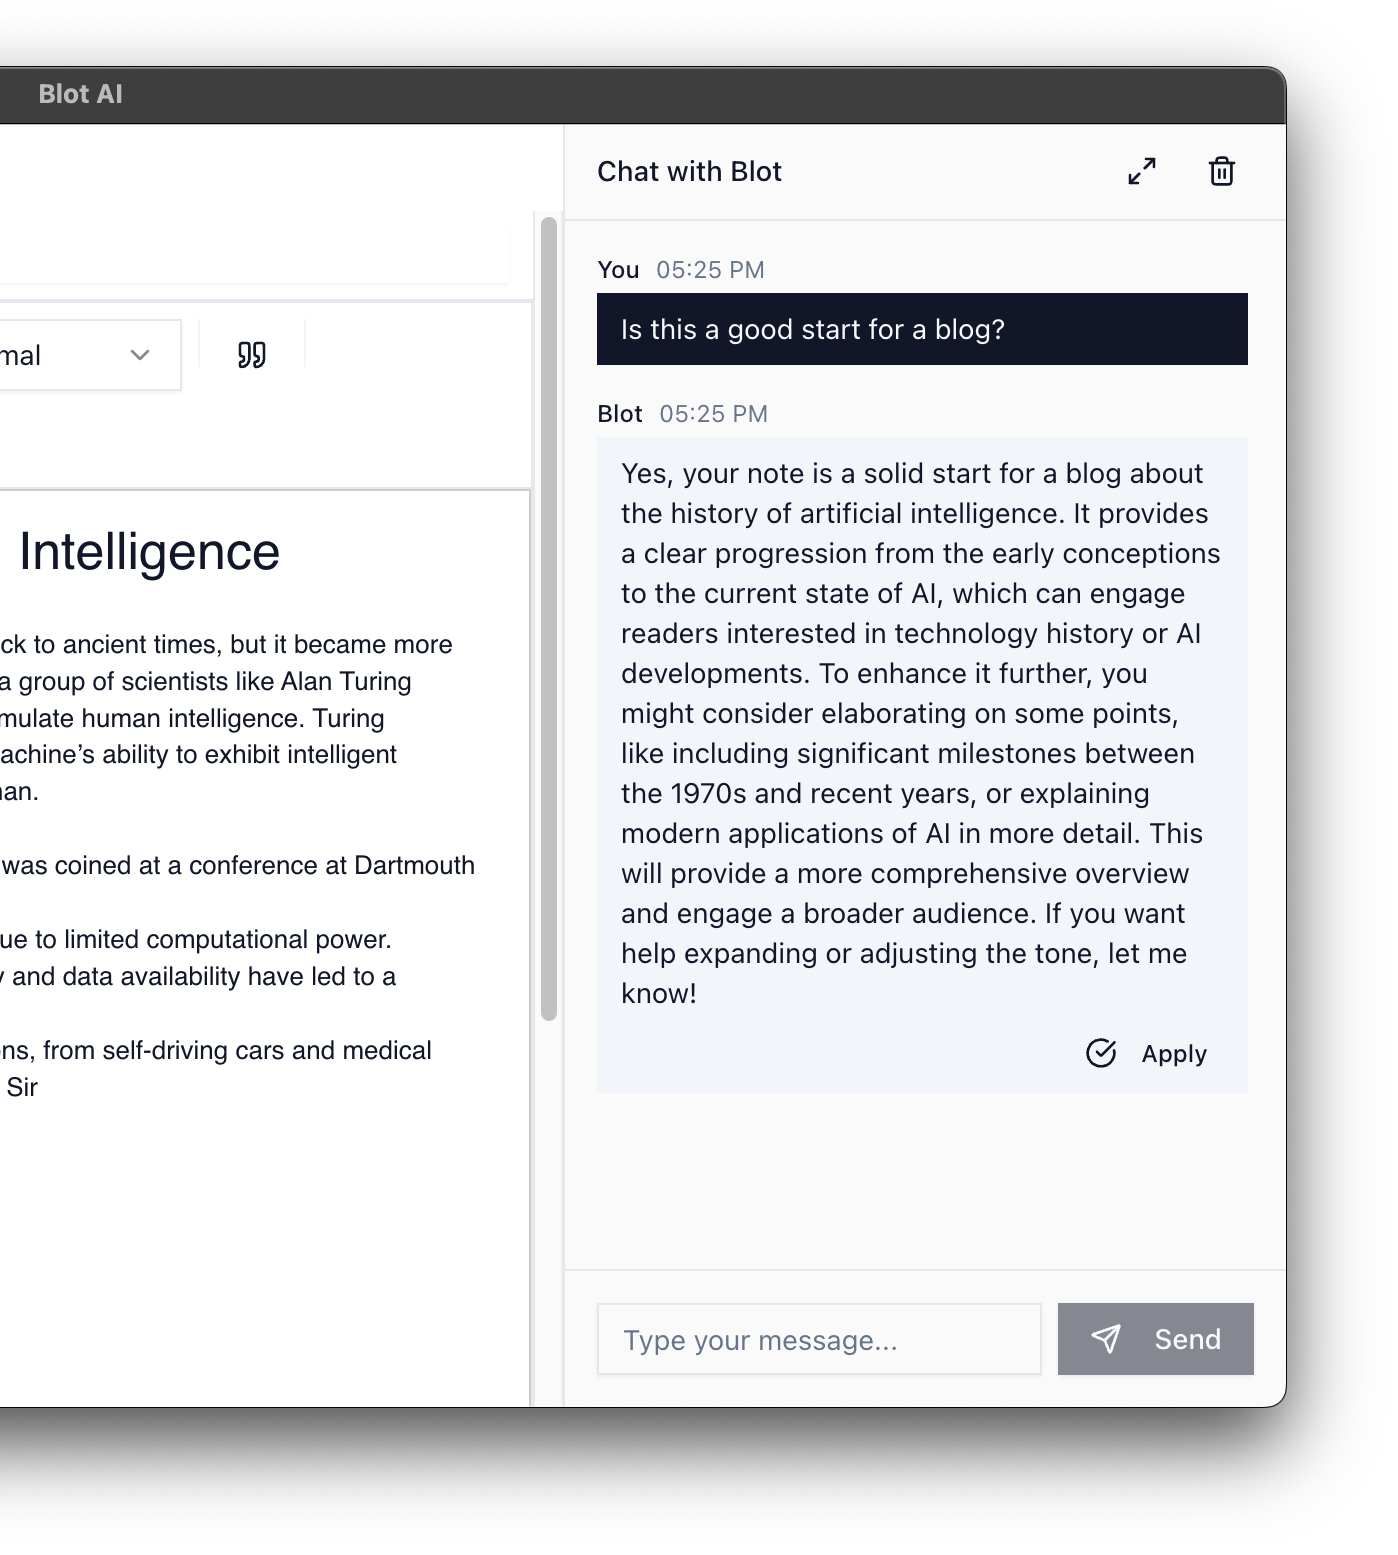 Blot AI
mal
Intelligence
ck to ancient times, but it became more
a group of scientists like Alan Turing
mulate human intelligence. Turing
achine’s ability to exhibit intelligent
an.
was coined at a conference at Dartmouth
ue to limited computational power.
y and data availability have led to a
ns, from self-driving cars and medical
Sir
Chat with Blot
You 05:25 PM
Is this a good start for a blog?
Blot 05:25 PM
Yes, your note is a solid start for a blog about
the history of artificial intelligence. It provides
a clear progression from the early conceptions
to the current state of AI, which can engage
readers interested in technology history or AI
developments. To enhance it further, you
might consider elaborating on some points,
like including significant milestones between
the 1970s and recent years, or explaining
modern applications of AI in more detail. This
will provide a more comprehensive overview
and engage a broader audience. If you want
help expanding or adjusting the tone, let me
know!
Apply
Type your message...
Send